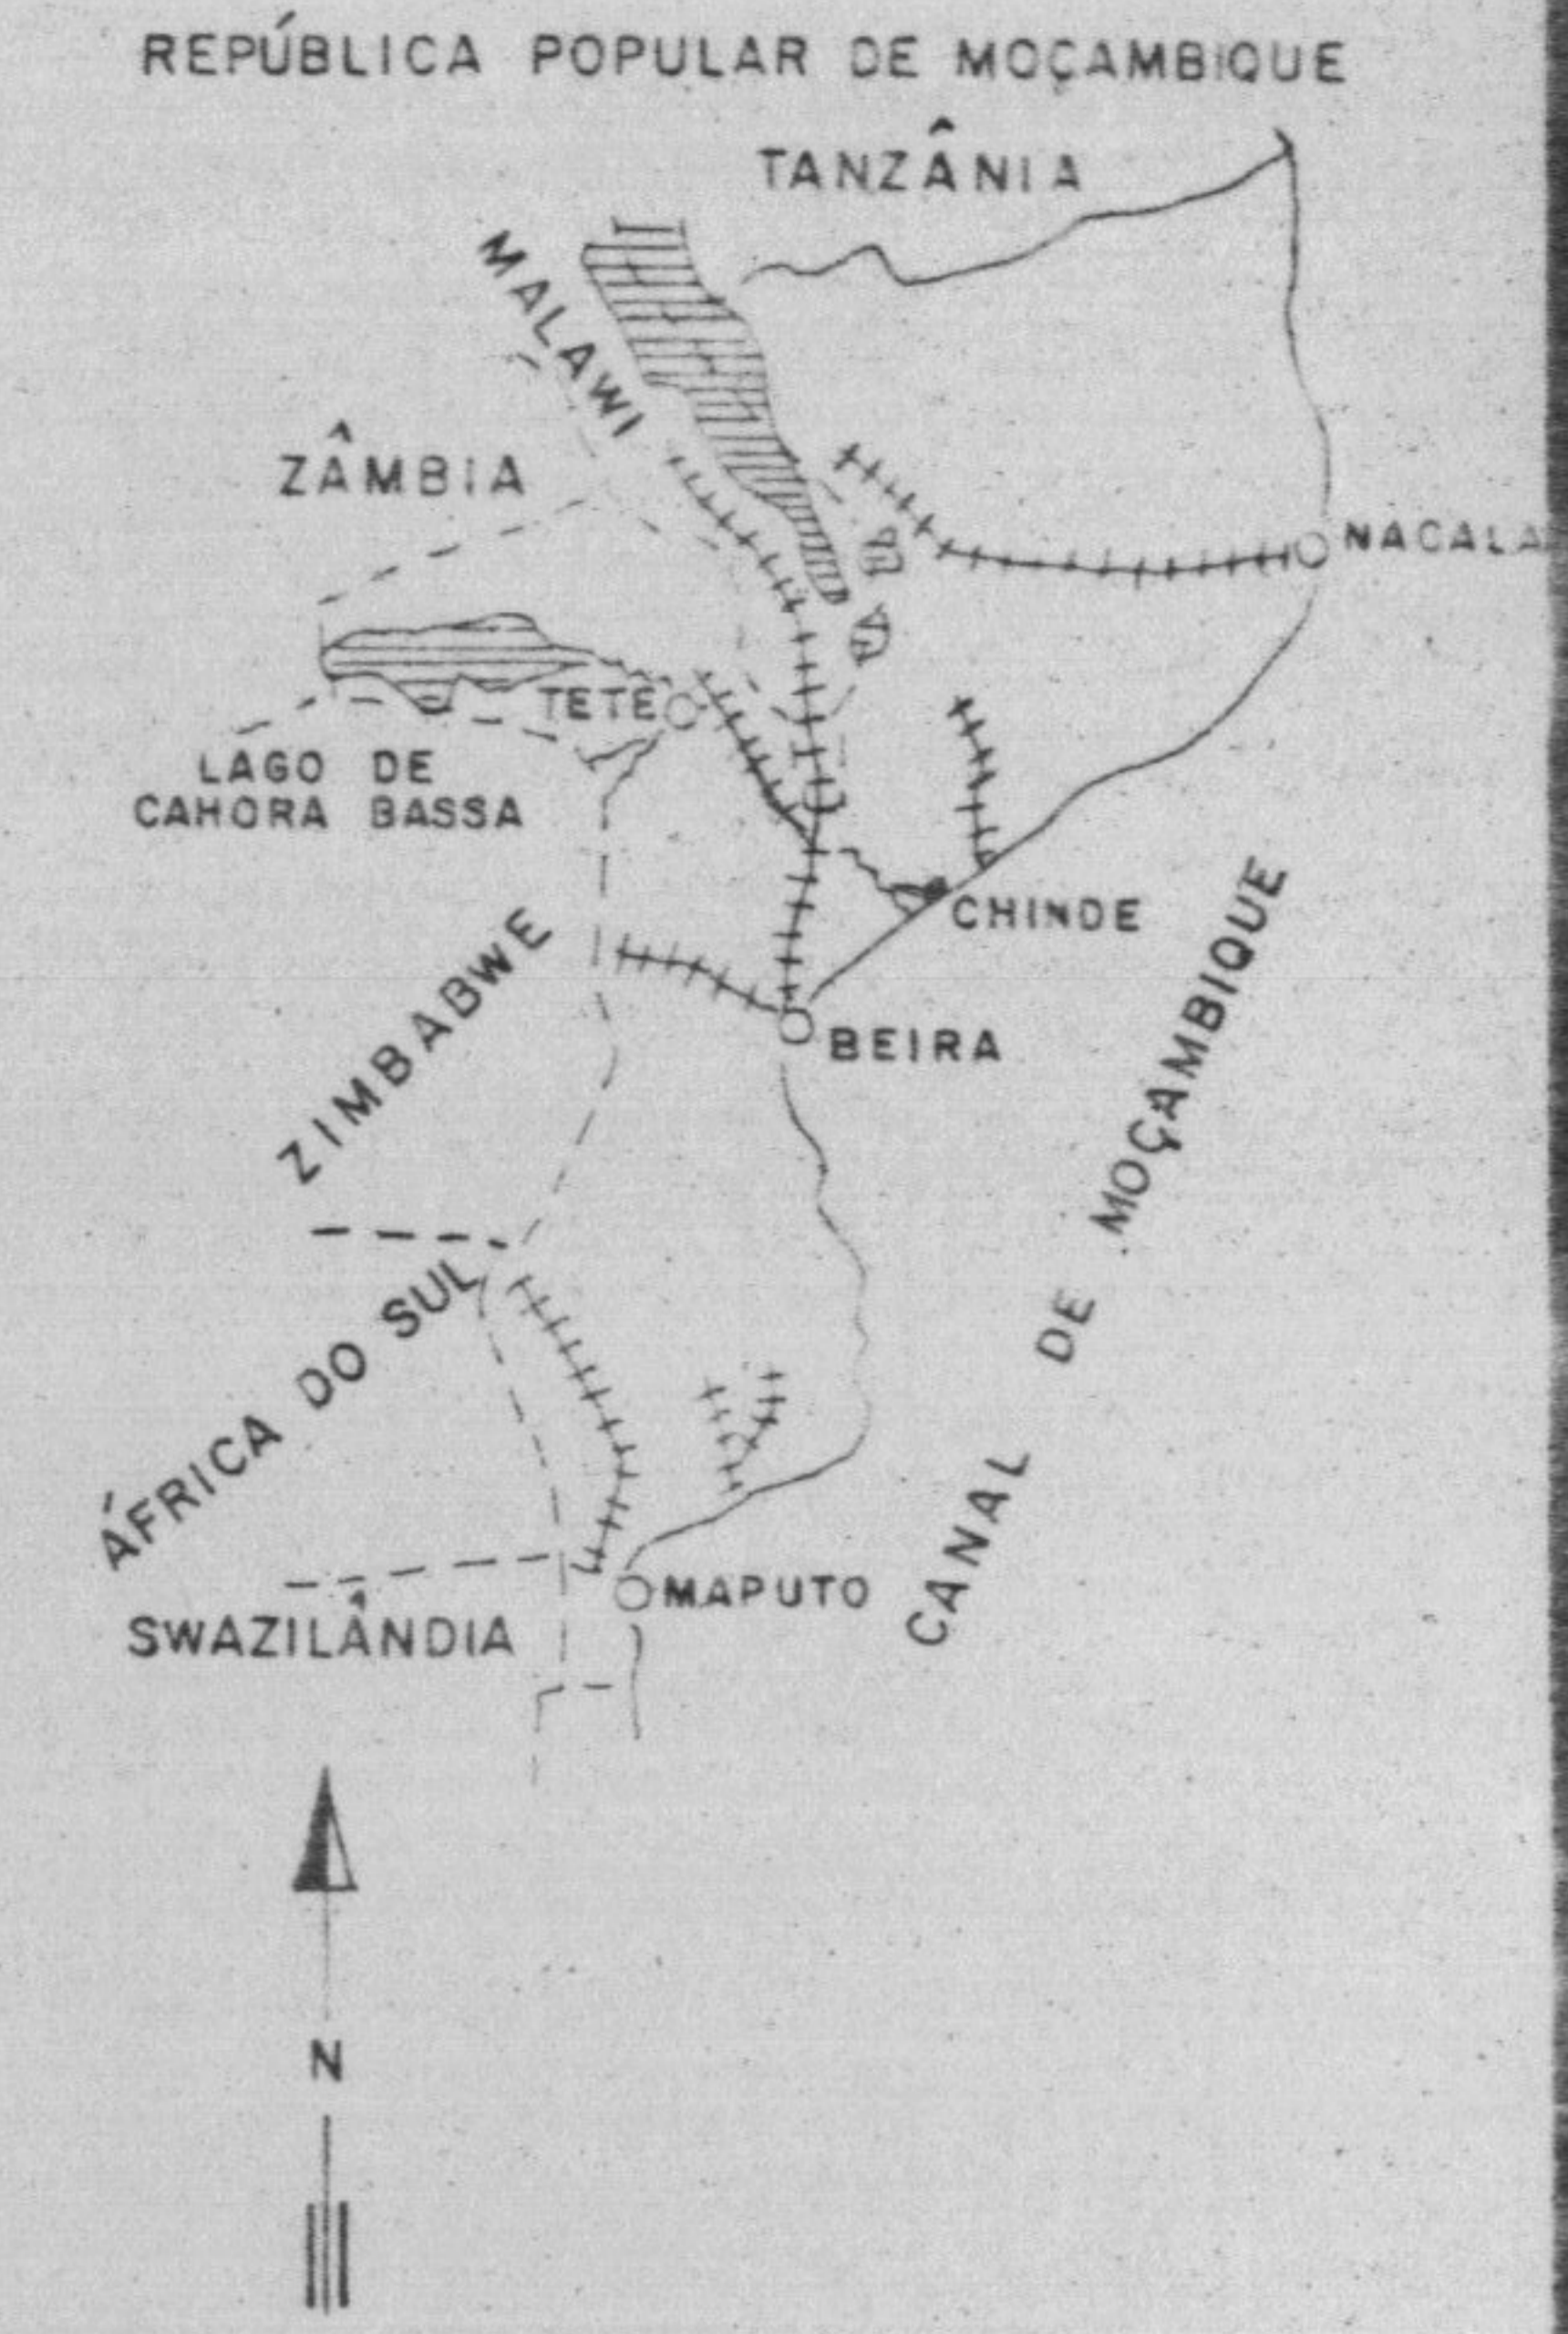 REPÚBLICA POPULAR DE MOÇAMBIQUE
TANZÂNIA
MALAWI
ZÂMBIA
NACALA
TETE
LAGO DE
CAHORA BASSA
CHINDE
ZIMBABWE
BEIRA
CANAL DE MOÇAMBIQUE
ÁFRICA DO SUL
MAPUTO
SWAZILÂNDIA
N